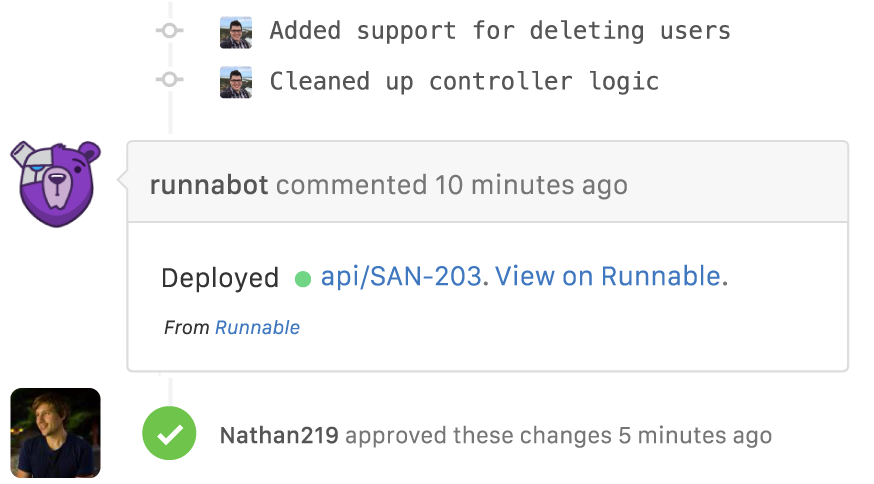 Added support for deleting users
Cleaned up controller logic
runnabot commented 10 minutes ago
Deployed api/SAN-203. View on Runnable.
From Runnable
Nathan219 approved these changes 5 minutes ago